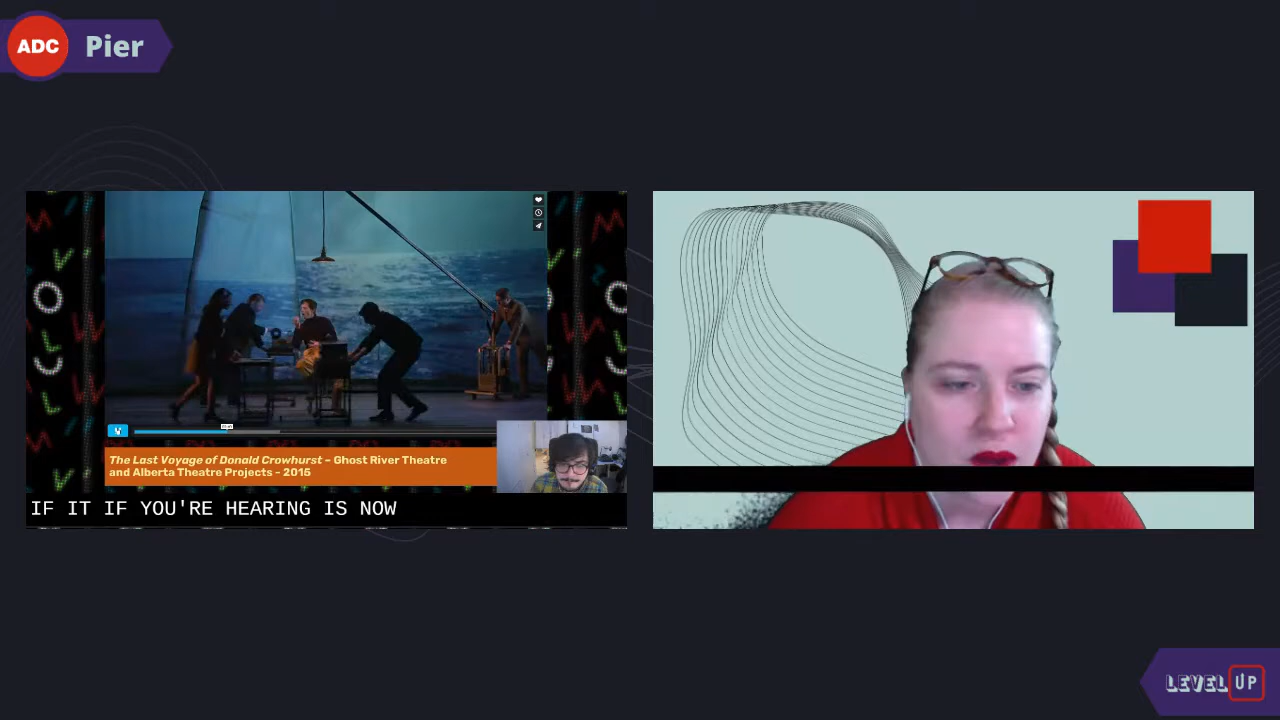 ADC
Pier
The Last Voyage of Donald Crowhurst – Ghost River Theatre
and Alberta Theatre Projects – 2015
IF IT IF YOU'RE HEARING IS NOW
LEVEL UP